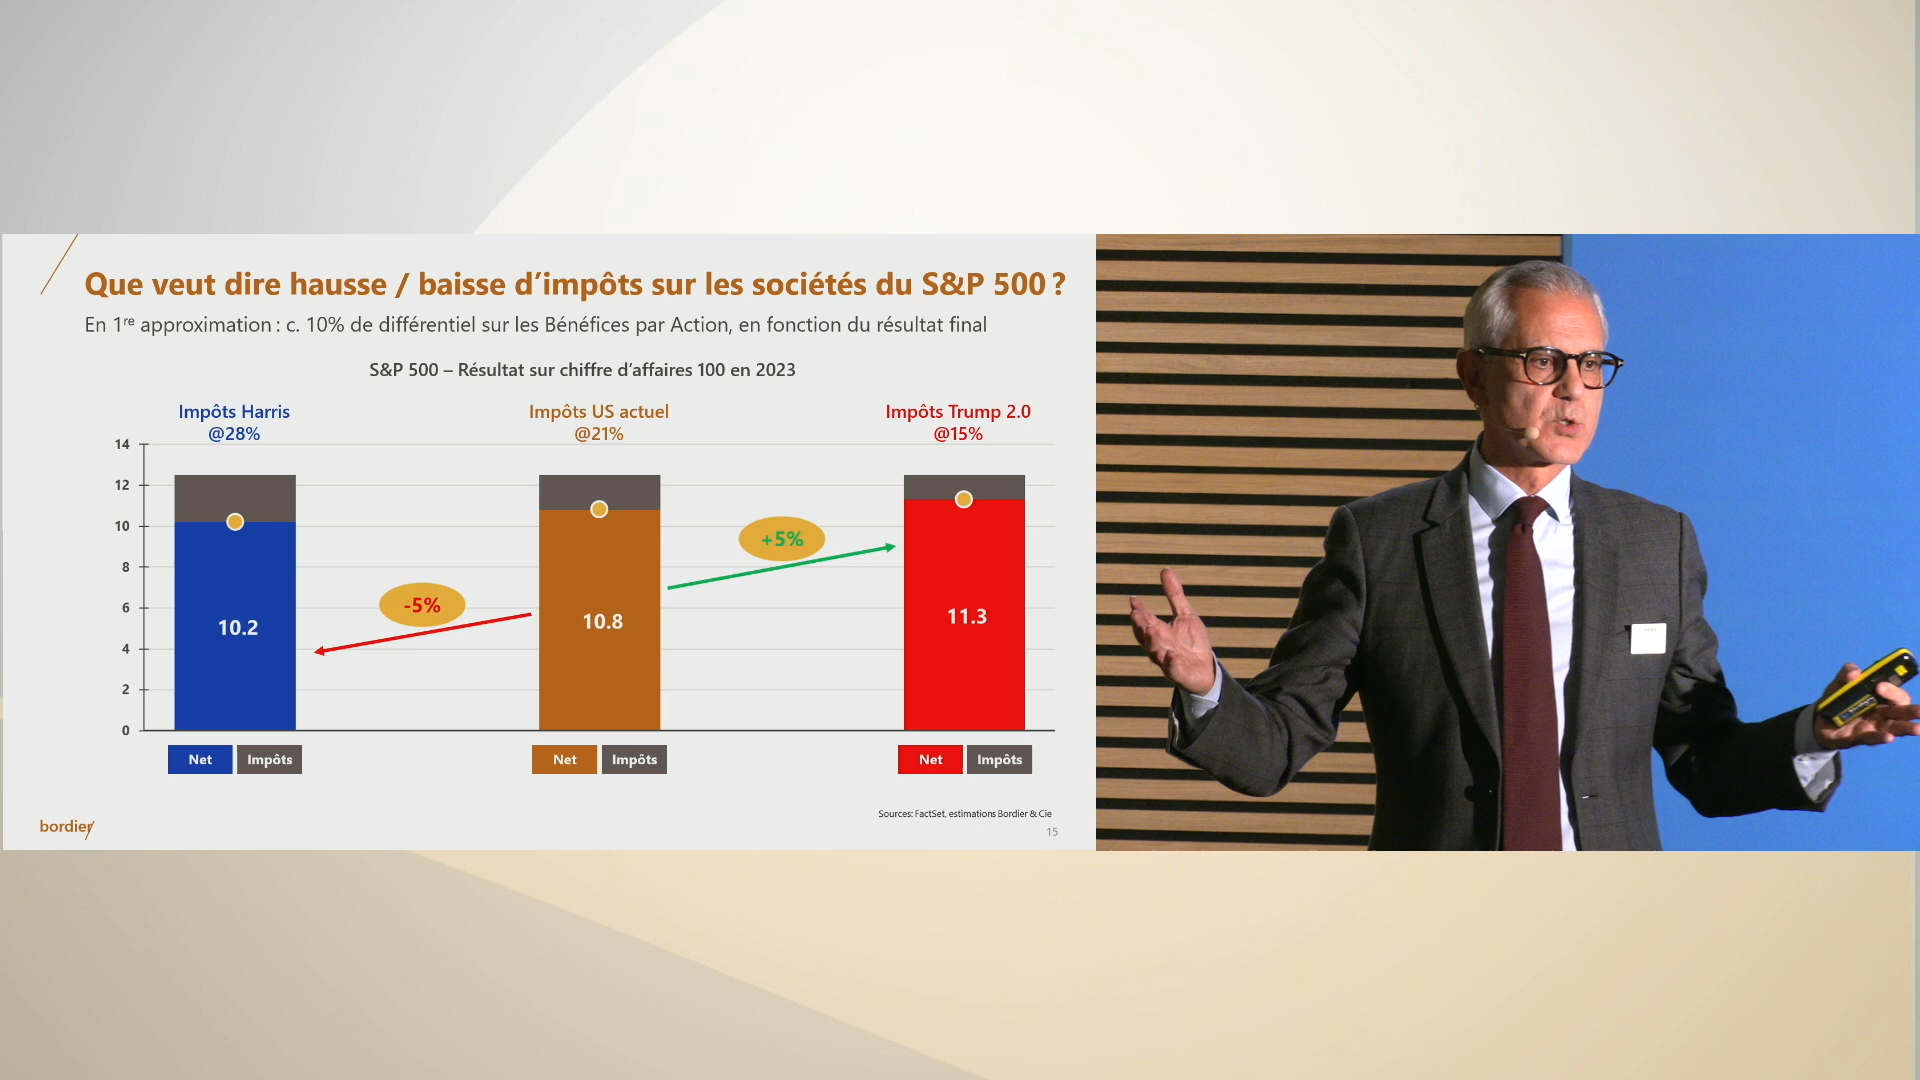 Que veut dire hausse / baisse d’impôts sur les sociétés du S&P 500 ?
En 1re approximation : c. 10% de différentiel sur les Bénéfices par Action, en fonction du résultat final
S&P 500 – Résultat sur chiffre d’affaires 100 en 2023
Impôts Harris
@28%
Impôts US actuel
@21%
Impôts Trump 2.0
@15%
14
12
10
8
6
4
2
0
10.2
-5%
10.8
+5%
11.3
Net Impôts
Net Impôts
Net Impôts
Sources: FactSet, estimations Bordier & Cie
bordier
15